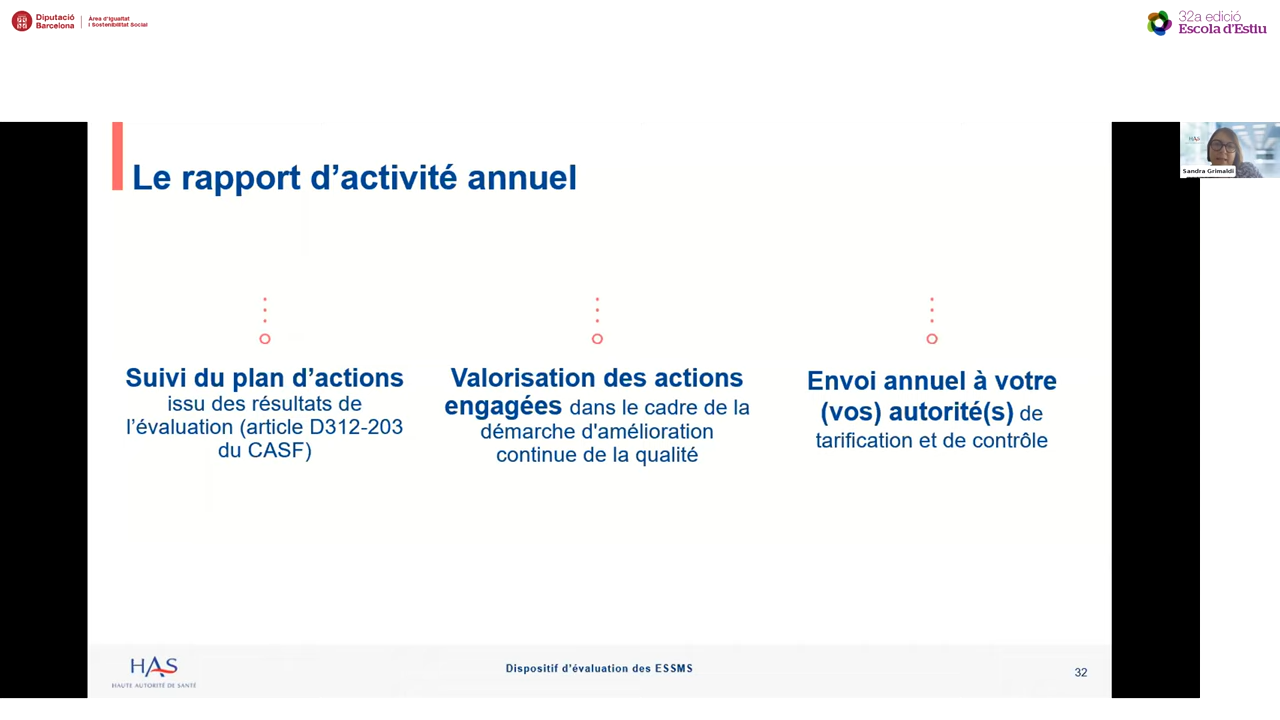 Diputació
Barcelona
Àrea d'Igualtat
i Sostenibilitat Social
32a edició
Escola d'Estiu
HAS
Sandra Grimaldi
Le rapport d’activité annuel
Suivi du plan d’actions
issu des résultats de
l’évaluation (article D312-203
du CASF)
Valorisation des actions
engagées dans le cadre de la
démarche d'amélioration
continue de la qualité
Envoi annuel à votre
(vos) autorité(s) de
tarification et de contrôle
HAS
HAUTE AUTORITÉ DE SANTÉ
Dispositif d’évaluation des ESSMS
32